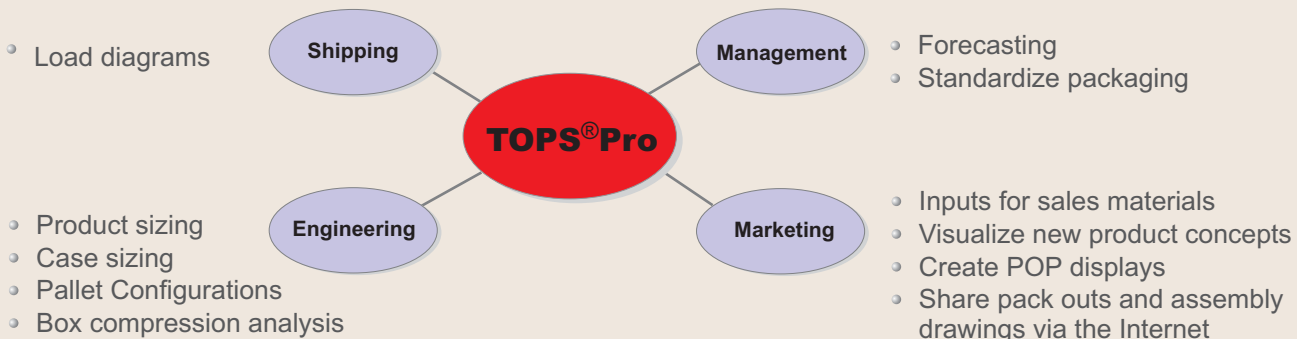 Load diagrams
Shipping
Management
Forecasting
Standardize packaging
TOPS®Pro
Product sizing
Case sizing
Pallet Configurations
Box compression analysis
Engineering
Marketing
Inputs for sales materials
Visualize new product concepts
Create POP displays
Share pack outs and assembly
drawings via the Internet